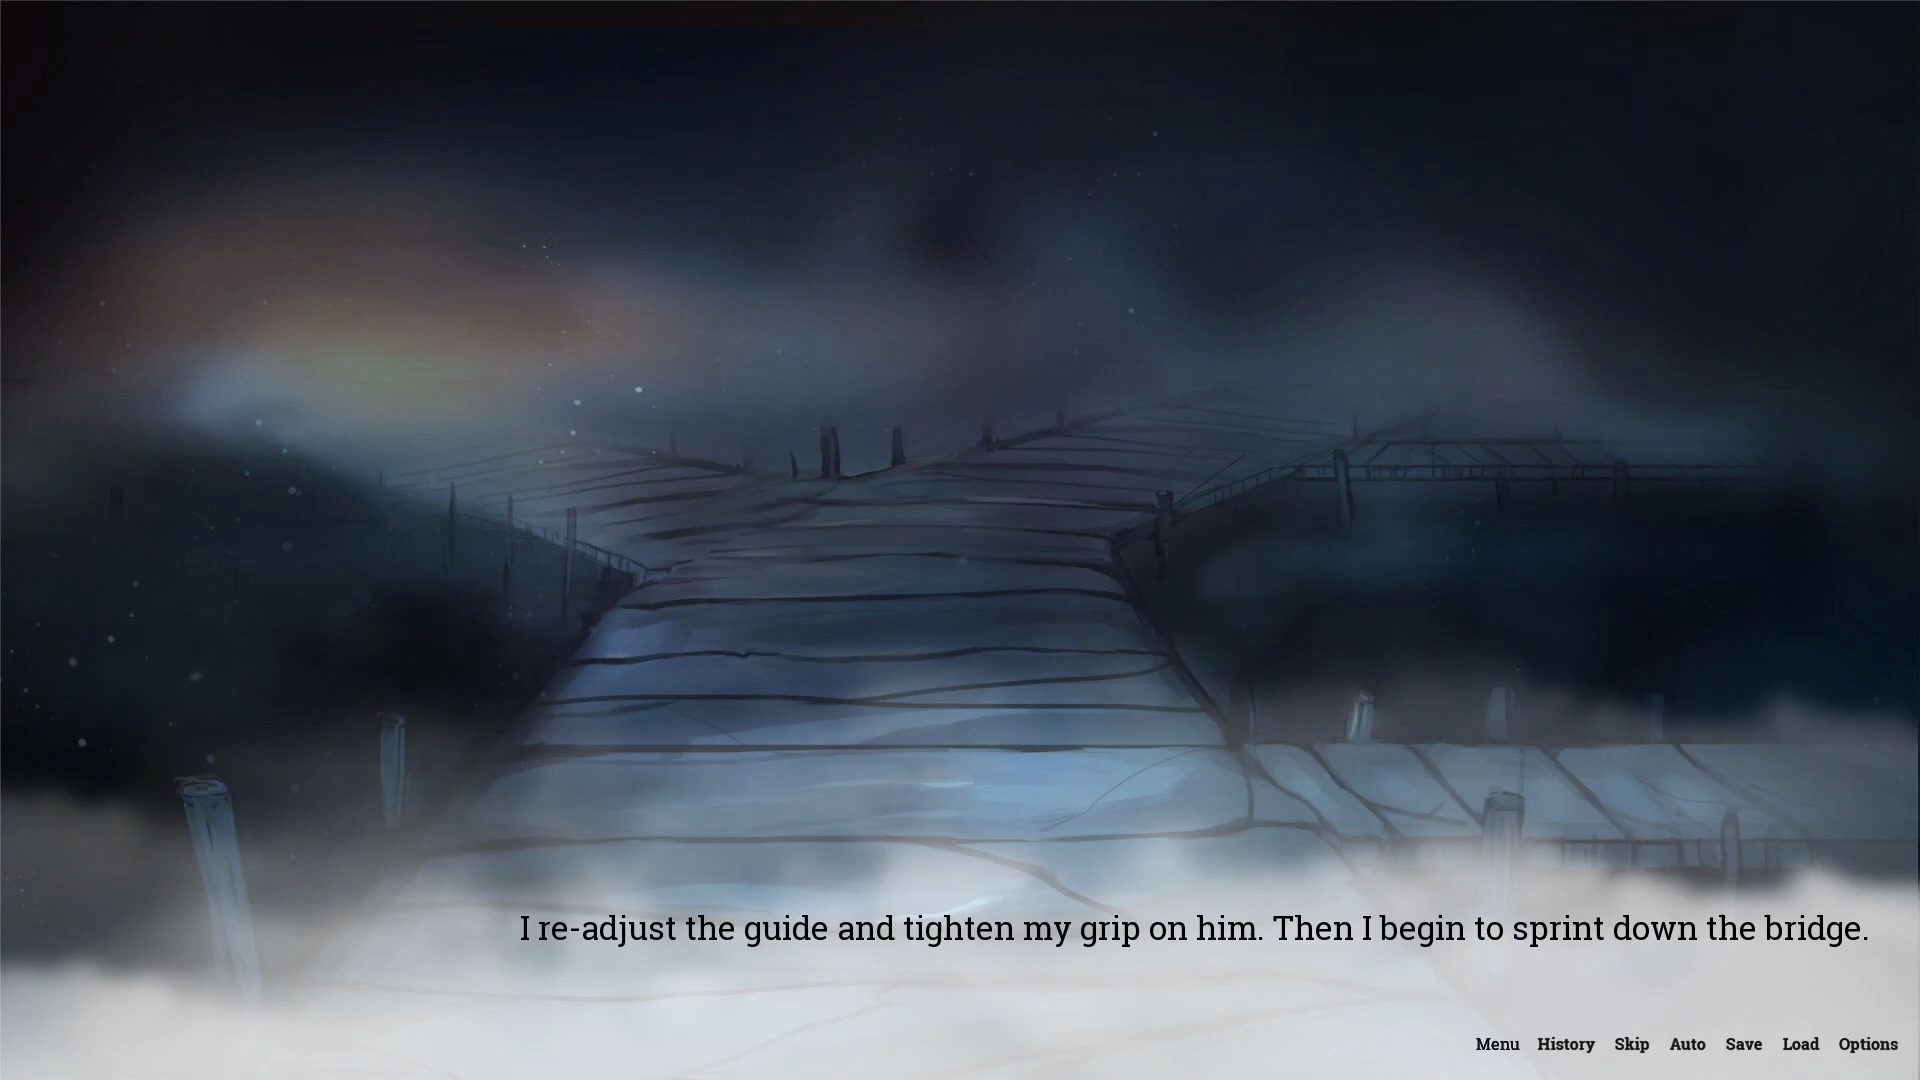 I re-adjust the guide and tighten my grip on him. Then I begin to sprint down the bridge.
Menu History Skip Auto Save Load Options